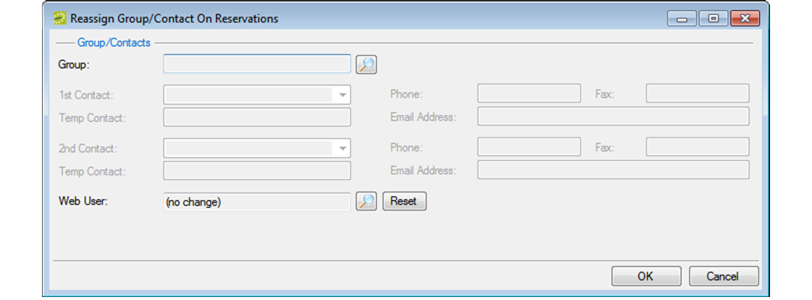 Reassign Group/Contact On Reservations
Group/Contacts
Group:
1st Contact: Phone: Fax:
Temp Contact: Email Address:
2nd Contact: Phone: Fax:
Temp Contact: Email Address:
Web User: (no change) Reset
OK Cancel